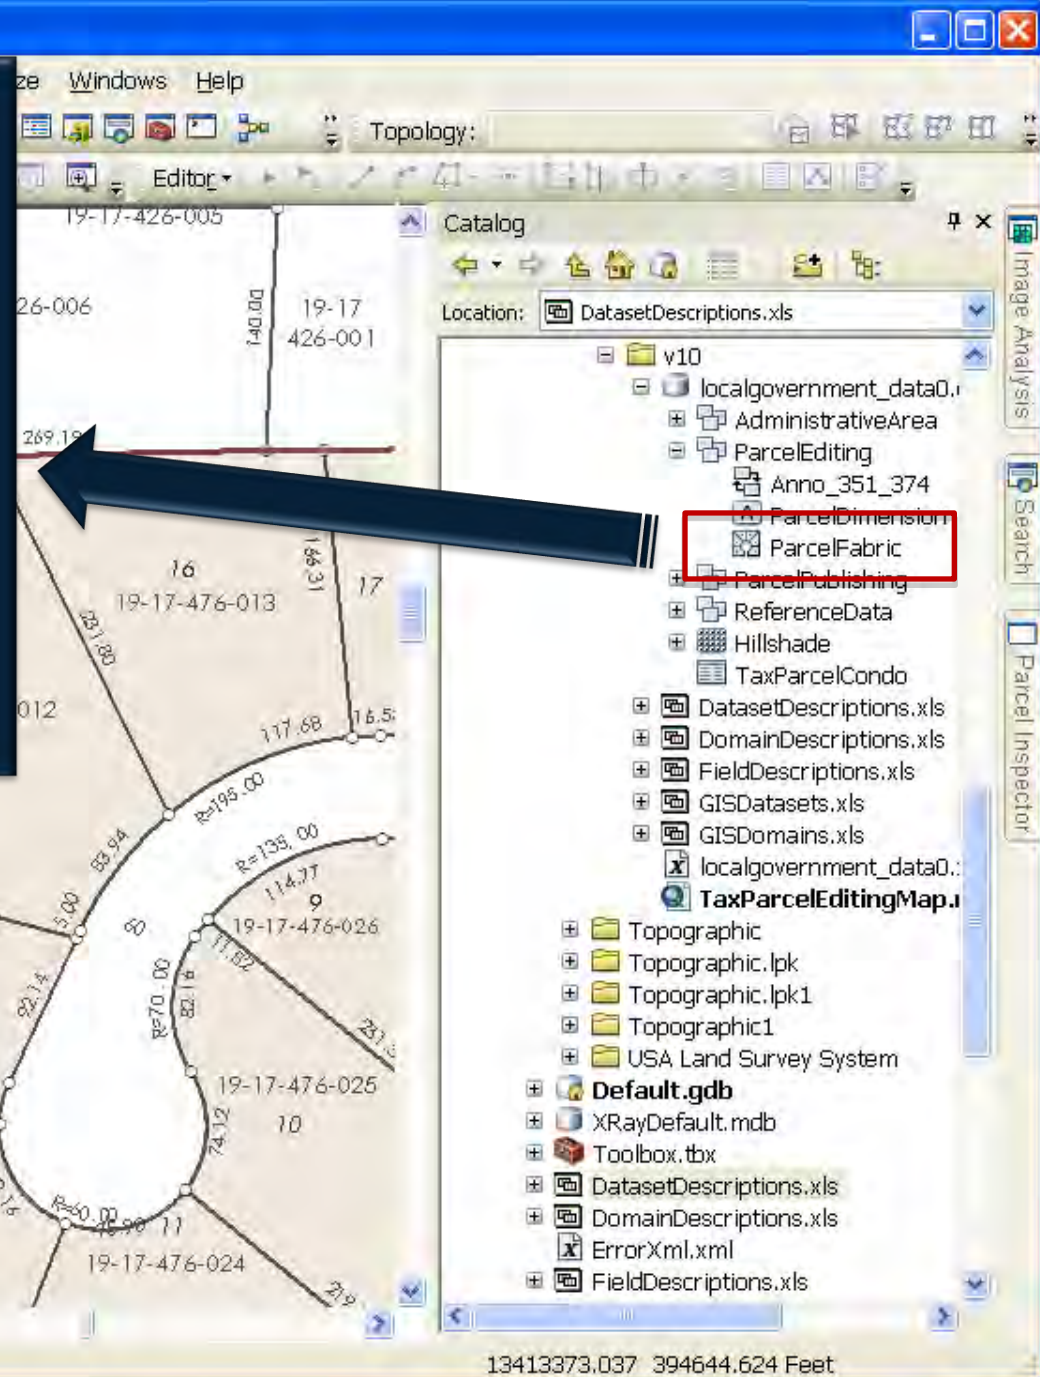 ze Windows Help
Topology:
Editor
19-17-426-005
26-006
140.00
19-17
426-001
269.19
16
19-17-476-013
166.31
17
231.80
012
117.68
16.5
R=195.00
83.94
R=135.00
114.77
9
19-17-476-026
5.00
60
11.82
92.14
R=70.00
82.16
231.3
19-17-476-025
10
74.12
R=60.00
11
19-17-476-024
219
Catalog
Location: DatasetDescriptions.xls
v10
localgovernment_data0.
AdministrativeArea
ParcelEditing
Anno_351_374
ParcelDimension
ParcelFabric
ParcelPublishing
ReferenceData
Hillshade
TaxParcelCondo
DatasetDescriptions.xls
DomainDescriptions.xls
FieldDescriptions.xls
GISDatasets.xls
GISDomains.xls
localgovernment_data0.
TaxParcelEditingMap.
Topographic
Topographic.lpk
Topographic.lpk1
Topographic1
USA Land Survey System
Default.gdb
XRayDefault.mdb
Toolbox.tbx
DatasetDescriptions.xls
DomainDescriptions.xls
ErrorXml.xml
FieldDescriptions.xls
Image Analysis
Search
Parcel Inspector
13413373.037 394644.624 Feet